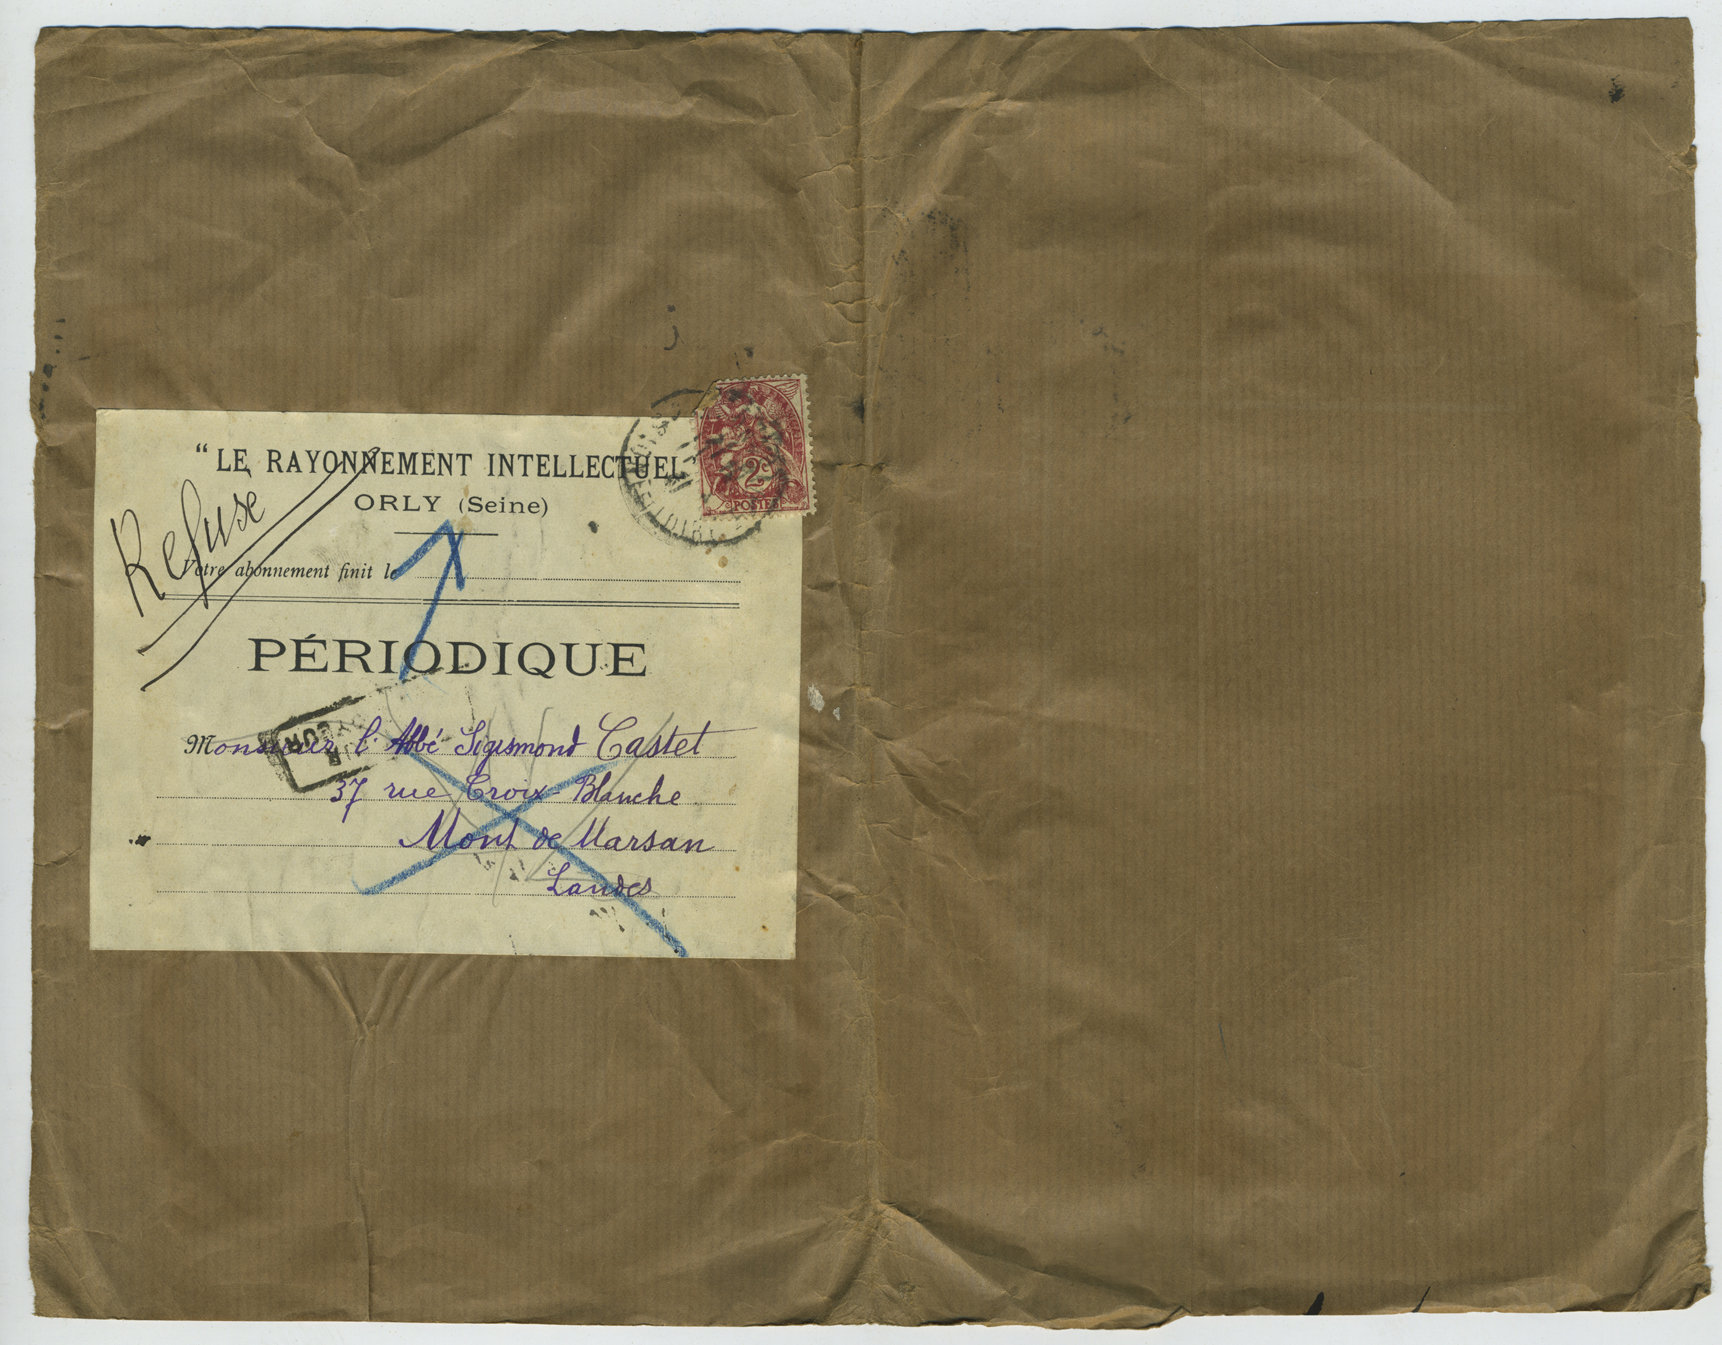 "LE RAYONNEMENT INTELLECTUEL
ORLY (Seine)
Refusé
Votre abonnement finit le
PÉRIODIQUE
Monsieur l'Abbé Sigismond Castet
37 rue Croix-Blanche
Mont de Marsan
Landes
2c
POSTES